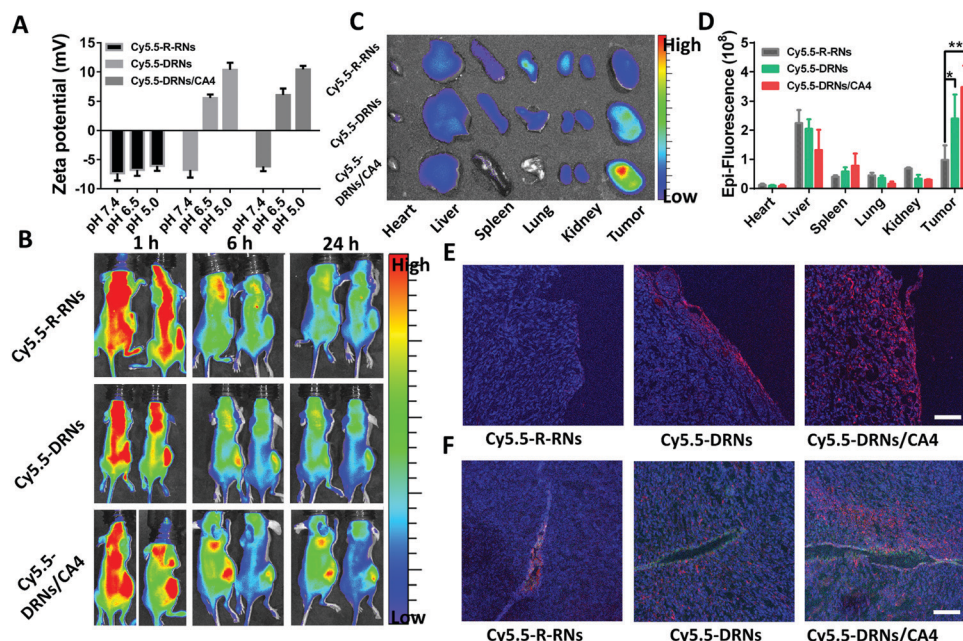 A
Zeta potential (mV)
15
10
5
0
-5
-10
Cy5.5-R-RNs
Cy5.5-DRNs
Cy5.5-DRNs/CA4
pH 7.4
pH 6.5
pH 5.0
pH 7.4
pH 6.5
pH 5.0
pH 7.4
pH 6.5
pH 5.0
C
Cy5.5-R-RNs
Cy5.5-DRNs
Cy5.5-
DRNs/CA4
Heart
Liver
Spleen
Lung
Kidney
Tumor
High
Low
D
Epi-Fluorescence (10⁸)
6
5
4
3
2
1
0
Cy5.5-R-RNs
Cy5.5-DRNs
Cy5.5-DRNs/CA4
**
*
Heart
Liver
Spleen
Lung
Kidney
Tumor
B
1 h
6 h
24 h
Cy5.5-R-RNs
Cy5.5-DRNs
Cy5.5-
DRNs/CA4
High
Low
E
Cy5.5-R-RNs
Cy5.5-DRNs
Cy5.5-DRNs/CA4
F
Cy5.5-R-RNs
Cy5.5-DRNs
Cy5.5-DRNs/CA4